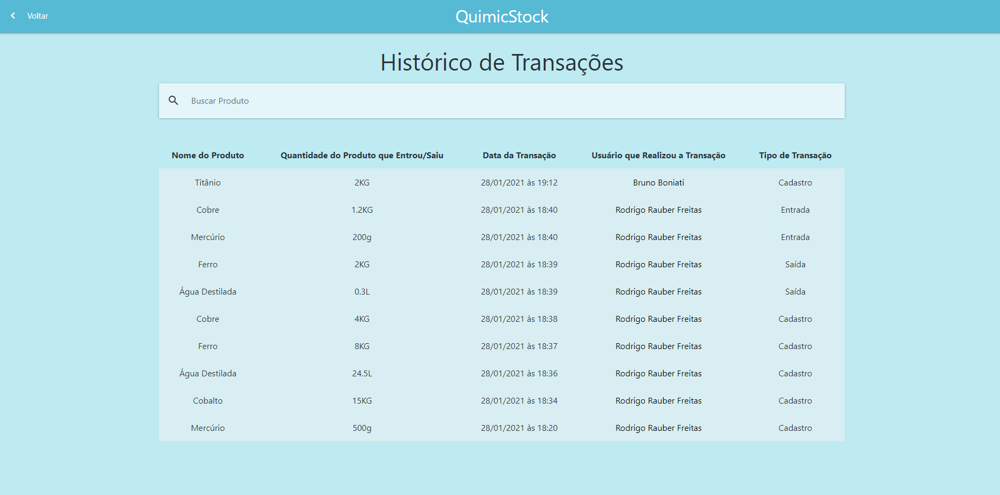 Voltar
QuimicStock
Histórico de Transações
Buscar Produto
Nome do Produto Quantidade do Produto que Entrou/Saiu Data da Transação Usuário que Realizou a Transação Tipo de Transação
Titânio 2KG 28/01/2021 às 19:12 Bruno Boniati Cadastro
Cobre 1.2KG 28/01/2021 às 18:40 Rodrigo Rauber Freitas Entrada
Mercúrio 200g 28/01/2021 às 18:40 Rodrigo Rauber Freitas Entrada
Ferro 2KG 28/01/2021 às 18:39 Rodrigo Rauber Freitas Saída
Água Destilada 0.3L 28/01/2021 às 18:39 Rodrigo Rauber Freitas Saída
Cobre 4KG 28/01/2021 às 18:38 Rodrigo Rauber Freitas Cadastro
Ferro 8KG 28/01/2021 às 18:37 Rodrigo Rauber Freitas Cadastro
Água Destilada 24.5L 28/01/2021 às 18:36 Rodrigo Rauber Freitas Cadastro
Cobalto 15KG 28/01/2021 às 18:34 Rodrigo Rauber Freitas Cadastro
Mercúrio 500g 28/01/2021 às 18:20 Rodrigo Rauber Freitas Cadastro